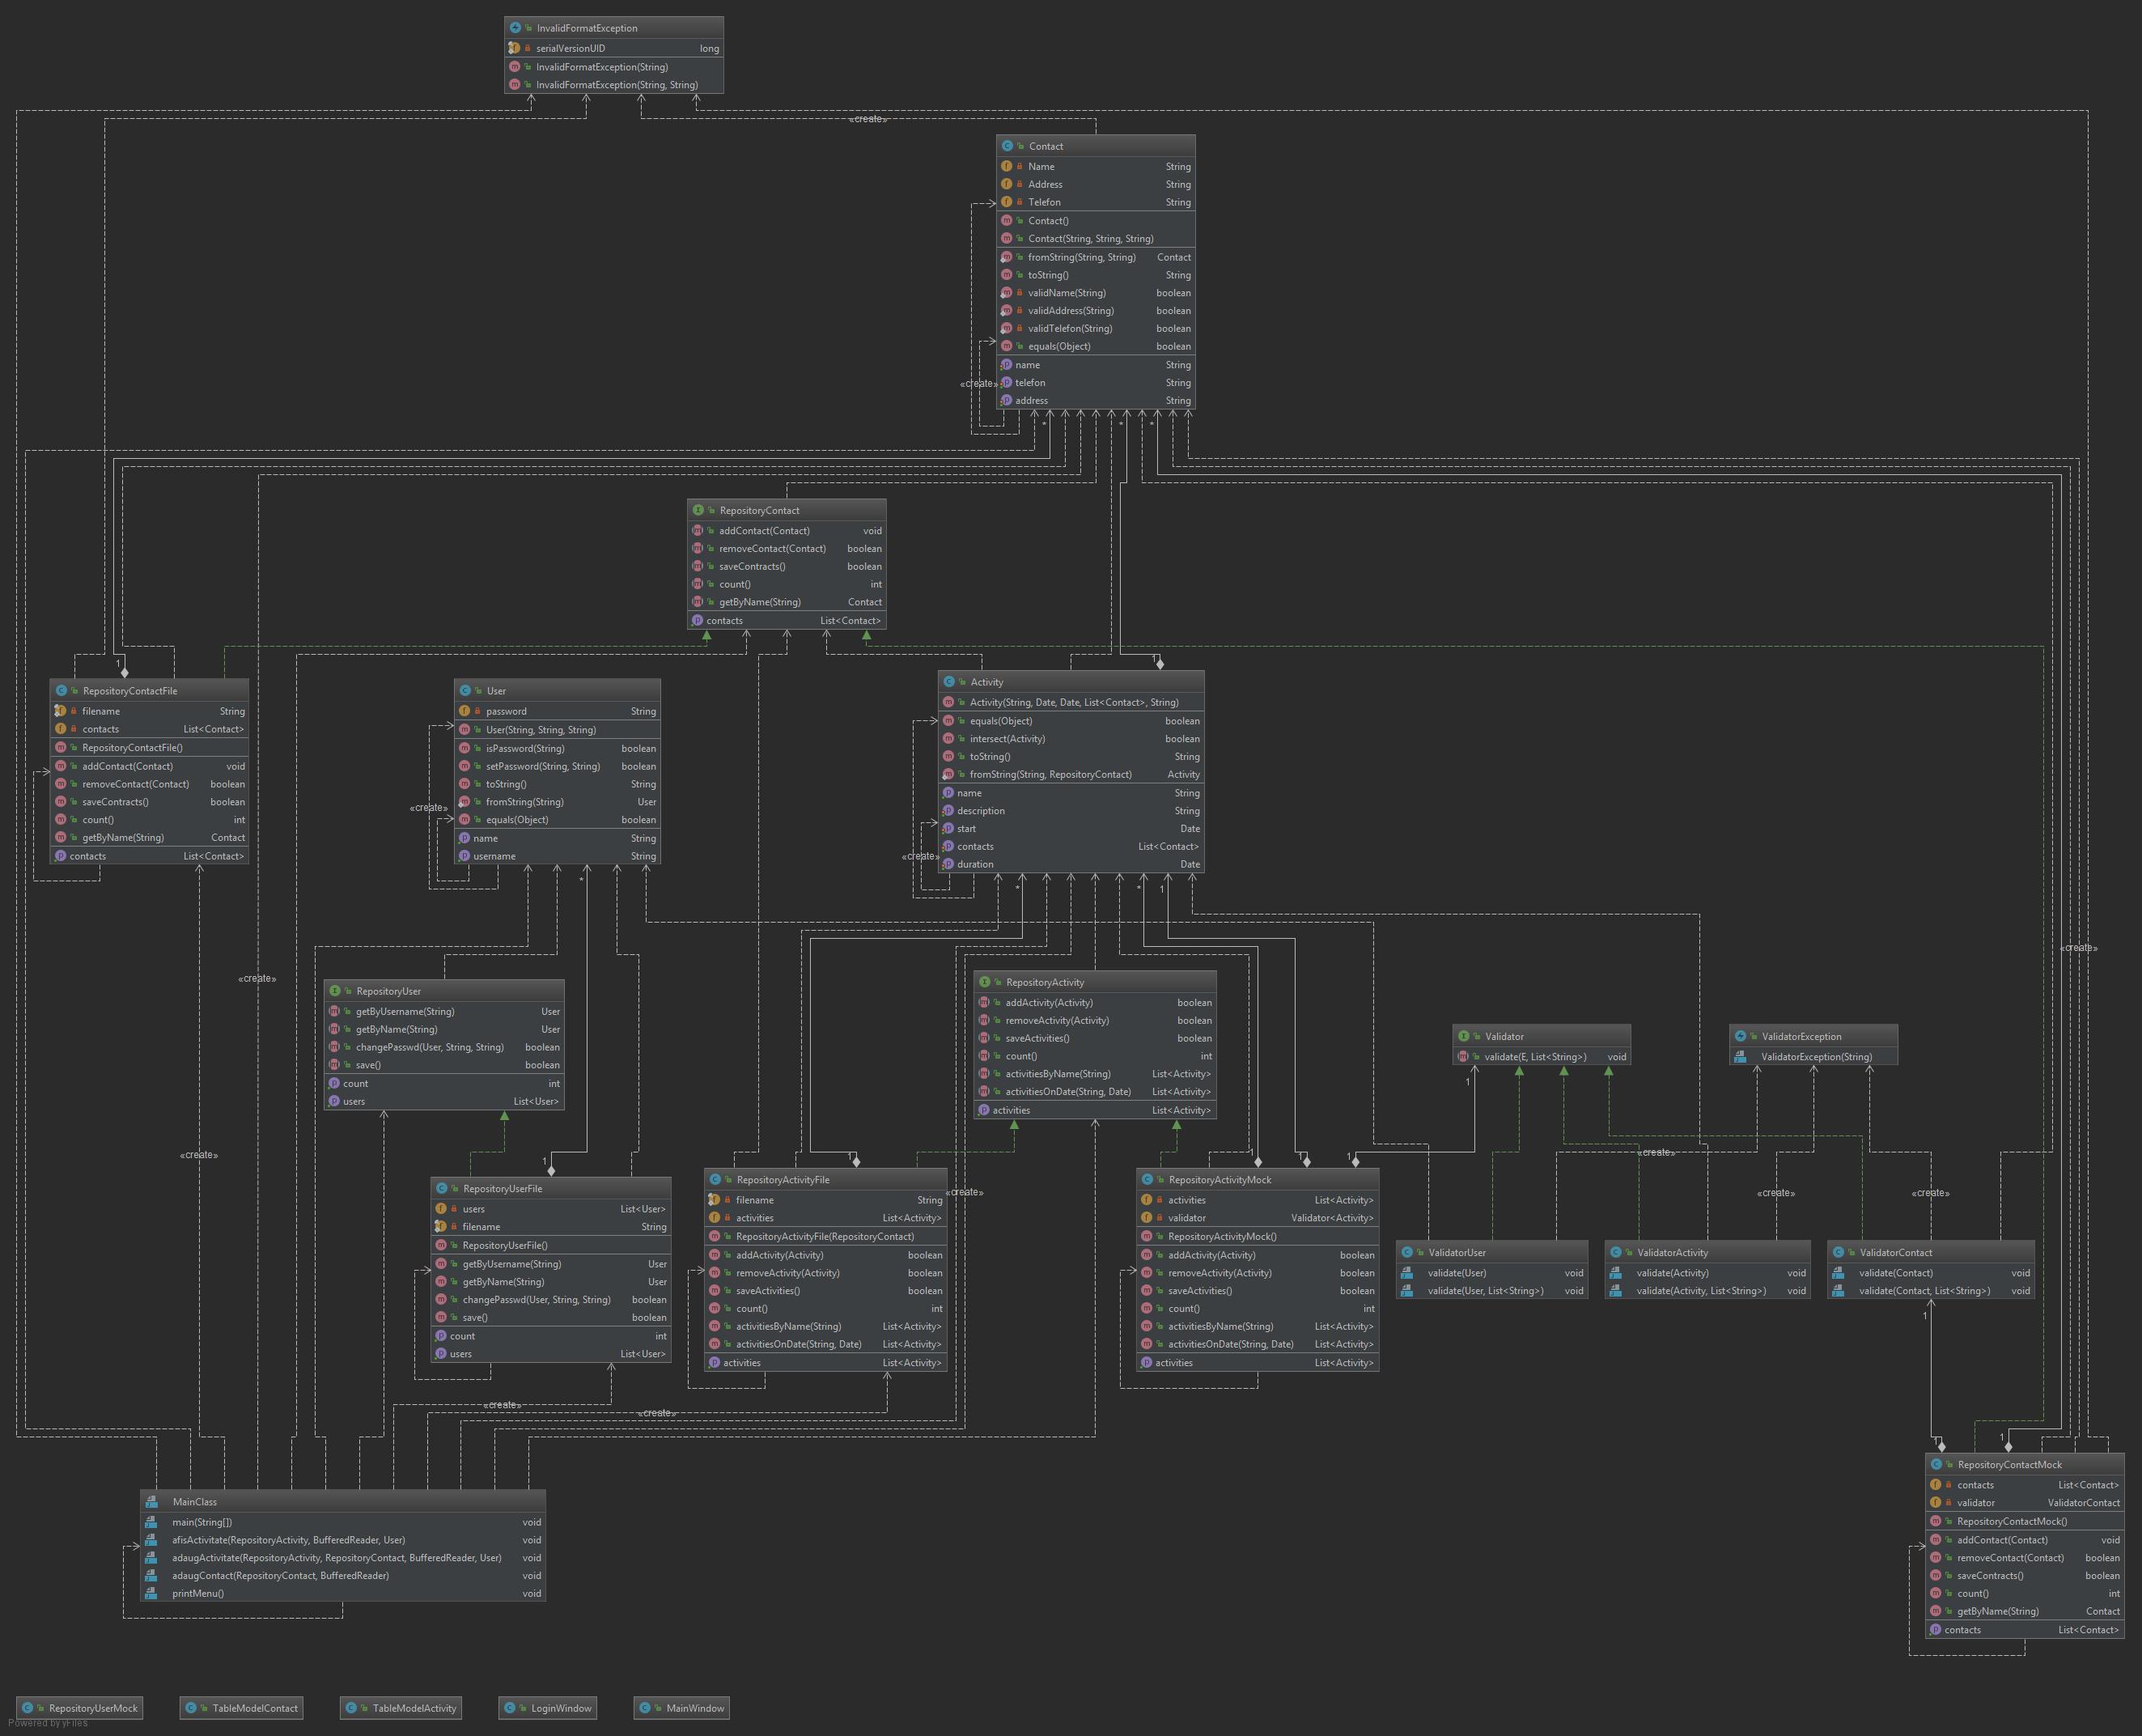 InvalidFormatException
serialVersionUID long
InvalidFormatException(String)
InvalidFormatException(String, String)
«create»
Contact
Name String
Address String
Telefon String
Contact()
Contact(String, String, String)
fromString(String, String) Contact
toString() String
validName(String) boolean
validAddress(String) boolean
validTelefon(String) boolean
equals(Object) boolean
name String
telefon String
address String
«create»
* * *
RepositoryContact
addContact(Contact) void
removeContact(Contact) boolean
saveContracts() boolean
count() int
getByName(String) Contact
contacts List<Contact>
1
1
RepositoryContactFile
filename String
contacts List<Contact>
RepositoryContactFile()
addContact(Contact) void
removeContact(Contact) boolean
saveContracts() boolean
count() int
getByName(String) Contact
contacts List<Contact>
User
password String
User(String, String, String)
isPassword(String) boolean
setPassword(String, String) boolean
toString() String
fromString(String) User
equals(Object) boolean
name String
username String
«create»
*
Activity
Activity(String, Date, Date, List<Contact>, String)
equals(Object) boolean
intersect(Activity) boolean
toString() String
fromString(String, RepositoryContact) Activity
name String
description String
start Date
contacts List<Contact>
duration Date
«create»
* * 1
«create»
«create»
RepositoryUser
getByUsername(String) User
getByName(String) User
changePasswd(User, String, String) boolean
save() boolean
count int
users List<User>
RepositoryActivity
addActivity(Activity) boolean
removeActivity(Activity) boolean
saveActivities() boolean
count() int
activitiesByName(String) List<Activity>
activitiesOnDate(String, Date) List<Activity>
activities List<Activity>
Validator
validate(E, List<String>) void
1
ValidatorException
ValidatorException(String)
«create»
«create»
1 1 1 1 1
RepositoryUserFile
users List<User>
filename String
RepositoryUserFile()
getByUsername(String) User
getByName(String) User
changePasswd(User, String, String) boolean
save() boolean
count int
users List<User>
RepositoryActivityFile
filename String
activities List<Activity>
RepositoryActivityFile(RepositoryContact)
addActivity(Activity) boolean
removeActivity(Activity) boolean
saveActivities() boolean
count() int
activitiesByName(String) List<Activity>
activitiesOnDate(String, Date) List<Activity>
activities List<Activity>
«create»
RepositoryActivityMock
activities List<Activity>
validator Validator<Activity>
RepositoryActivityMock()
addActivity(Activity) boolean
removeActivity(Activity) boolean
saveActivities() boolean
count() int
activitiesByName(String) List<Activity>
activitiesOnDate(String, Date) List<Activity>
activities List<Activity>
«create»
«create»
ValidatorUser
validate(User) void
validate(User, List<String>) void
ValidatorActivity
validate(Activity) void
validate(Activity, List<String>) void
ValidatorContact
validate(Contact) void
validate(Contact, List<String>) void
1
«create»
«create»
1 1
MainClass
main(String[]) void
afisActivitate(RepositoryActivity, BufferedReader, User) void
adaugActivitate(RepositoryActivity, RepositoryContact, BufferedReader, User) void
adaugContact(RepositoryContact, BufferedReader) void
printMenu() void
RepositoryContactMock
contacts List<Contact>
validator ValidatorContact
RepositoryContactMock()
addContact(Contact) void
removeContact(Contact) boolean
saveContracts() boolean
count() int
getByName(String) Contact
contacts List<Contact>
RepositoryUserMock
TableModelContact
TableModelActivity
LoginWindow
MainWindow
Powered by yFiles